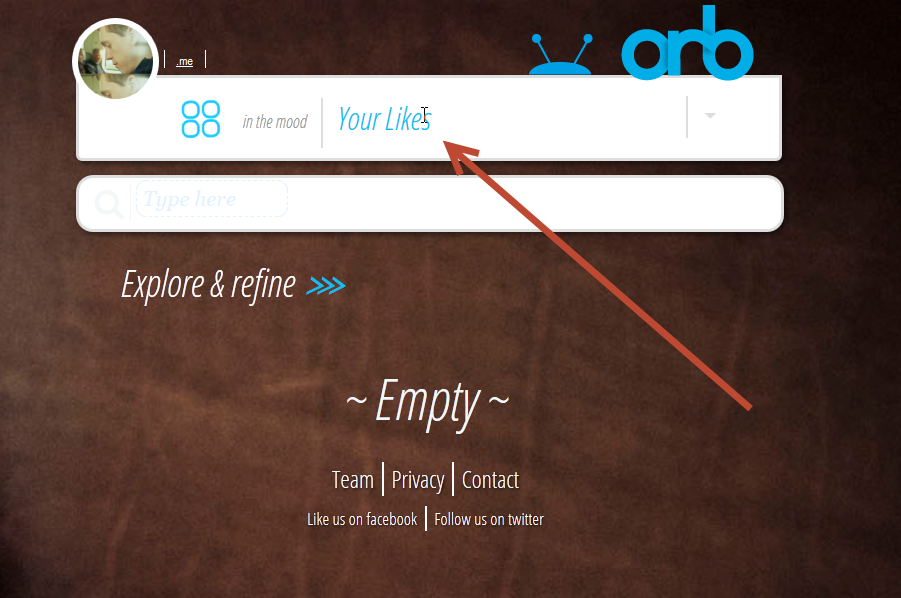 orb
.me
in the mood
Your Likes
Type here
Explore & refine
~ Empty ~
Team | Privacy | Contact
Like us on facebook | Follow us on twitter